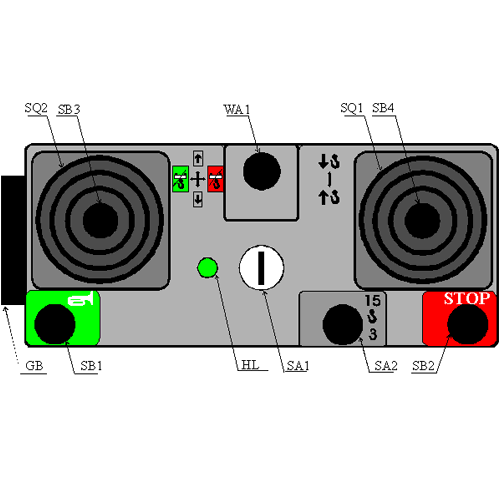 SQ2 SB3 WA1 SQ1 SB4
15
3
STOP
GB SB1 HL SA1 SA2 SB2